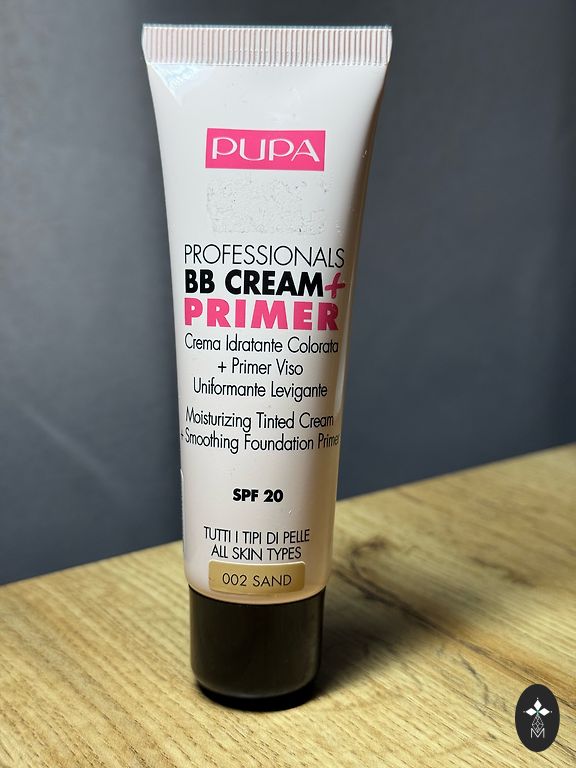 PUPA
PROFESSIONALS
BB CREAM+
PRIMER
Crema Idratante Colorata
+ Primer Viso
Uniformante Levigante
Moisturizing Tinted Cream
+ Smoothing Foundation Primer
SPF 20
TUTTI I TIPI DI PELLE
ALL SKIN TYPES
002 SAND
M